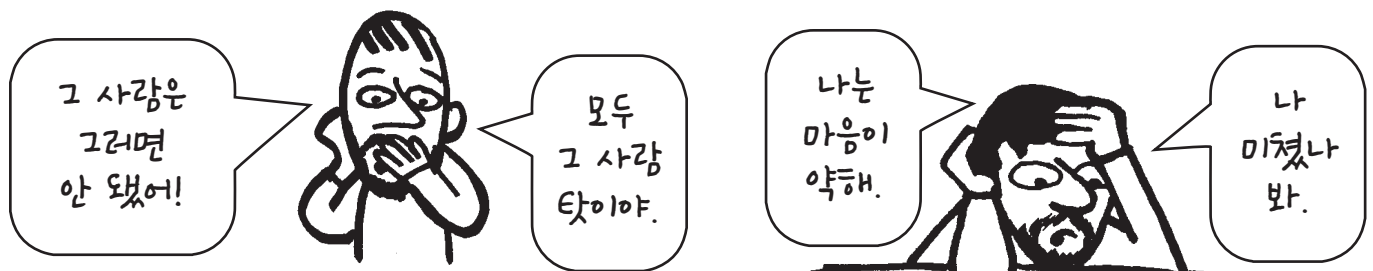 그 사람은
그러면
안 됐어!
모두
그 사람
탓이야.
나는
마음이
약해.
나
미쳤나
봐.